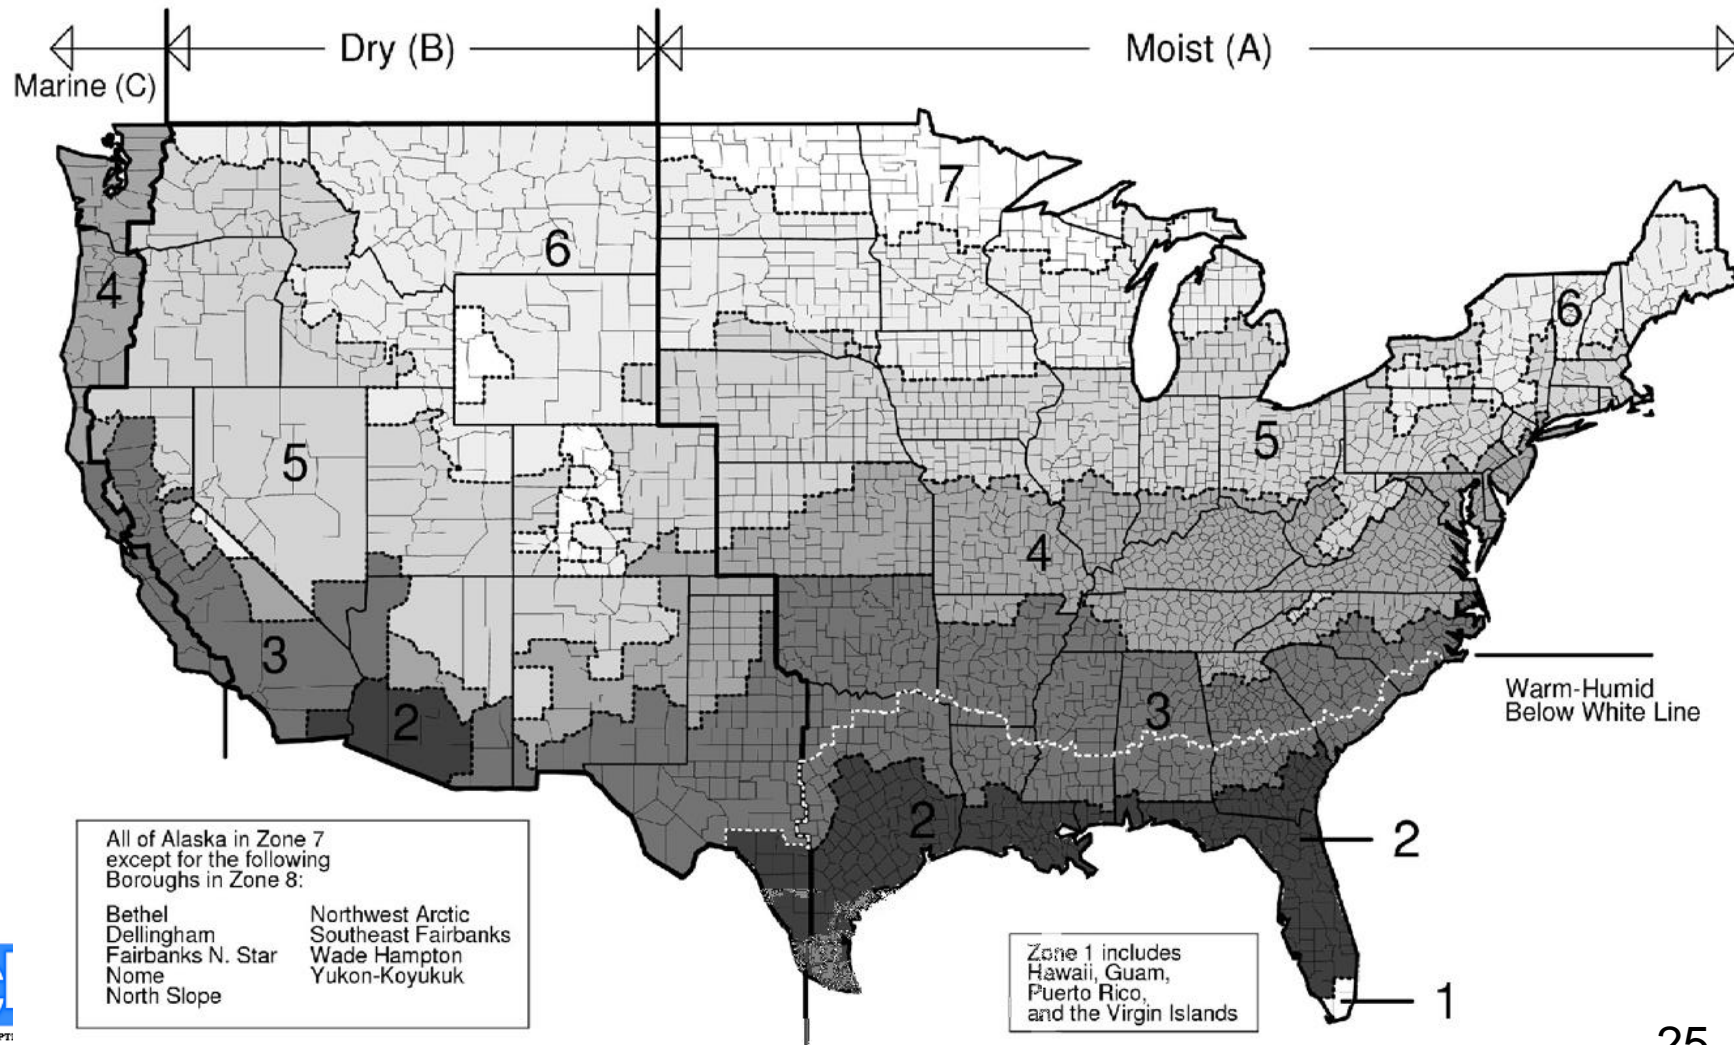 Dry (B)
Moist (A)
Marine (C)
7
6
4
6
5
5
4
3
3
2
2
2
1
Warm-Humid
Below White Line
All of Alaska in Zone 7
except for the following
Boroughs in Zone 8:
Bethel
Dellingham
Fairbanks N. Star
Nome
North Slope
Northwest Arctic
Southeast Fairbanks
Wade Hampton
Yukon-Koyukuk
Zone 1 includes
Hawaii, Guam,
Puerto Rico,
and the Virgin Islands
25